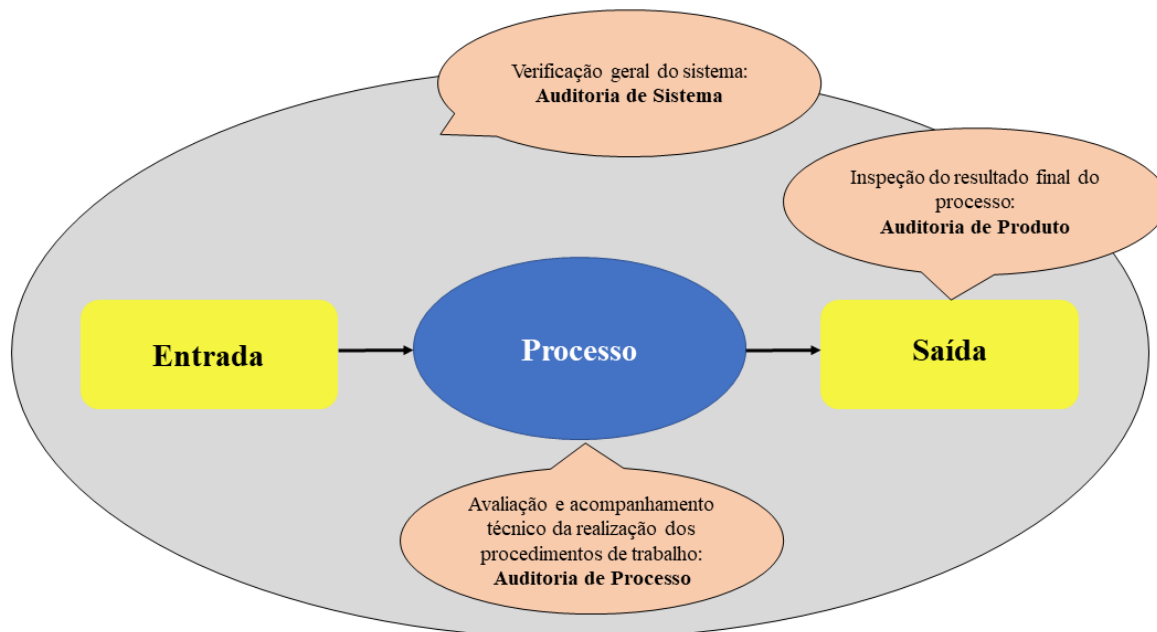 Verificação geral do sistema:
Auditoria de Sistema
Inspeção do resultado final do
processo:
Auditoria de Produto
Entrada
Processo
Saída
Avaliação e acompanhamento
técnico da realização dos
procedimentos de trabalho:
Auditoria de Processo